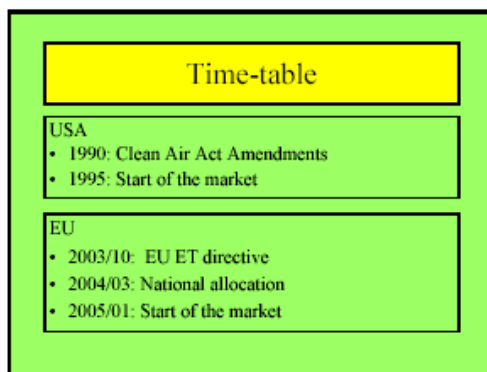 Time-table
USA
• 1990: Clean Air Act Amendments
• 1995: Start of the market
EU
• 2003/10: EU ET directive
• 2004/03: National allocation
• 2005/01: Start of the market